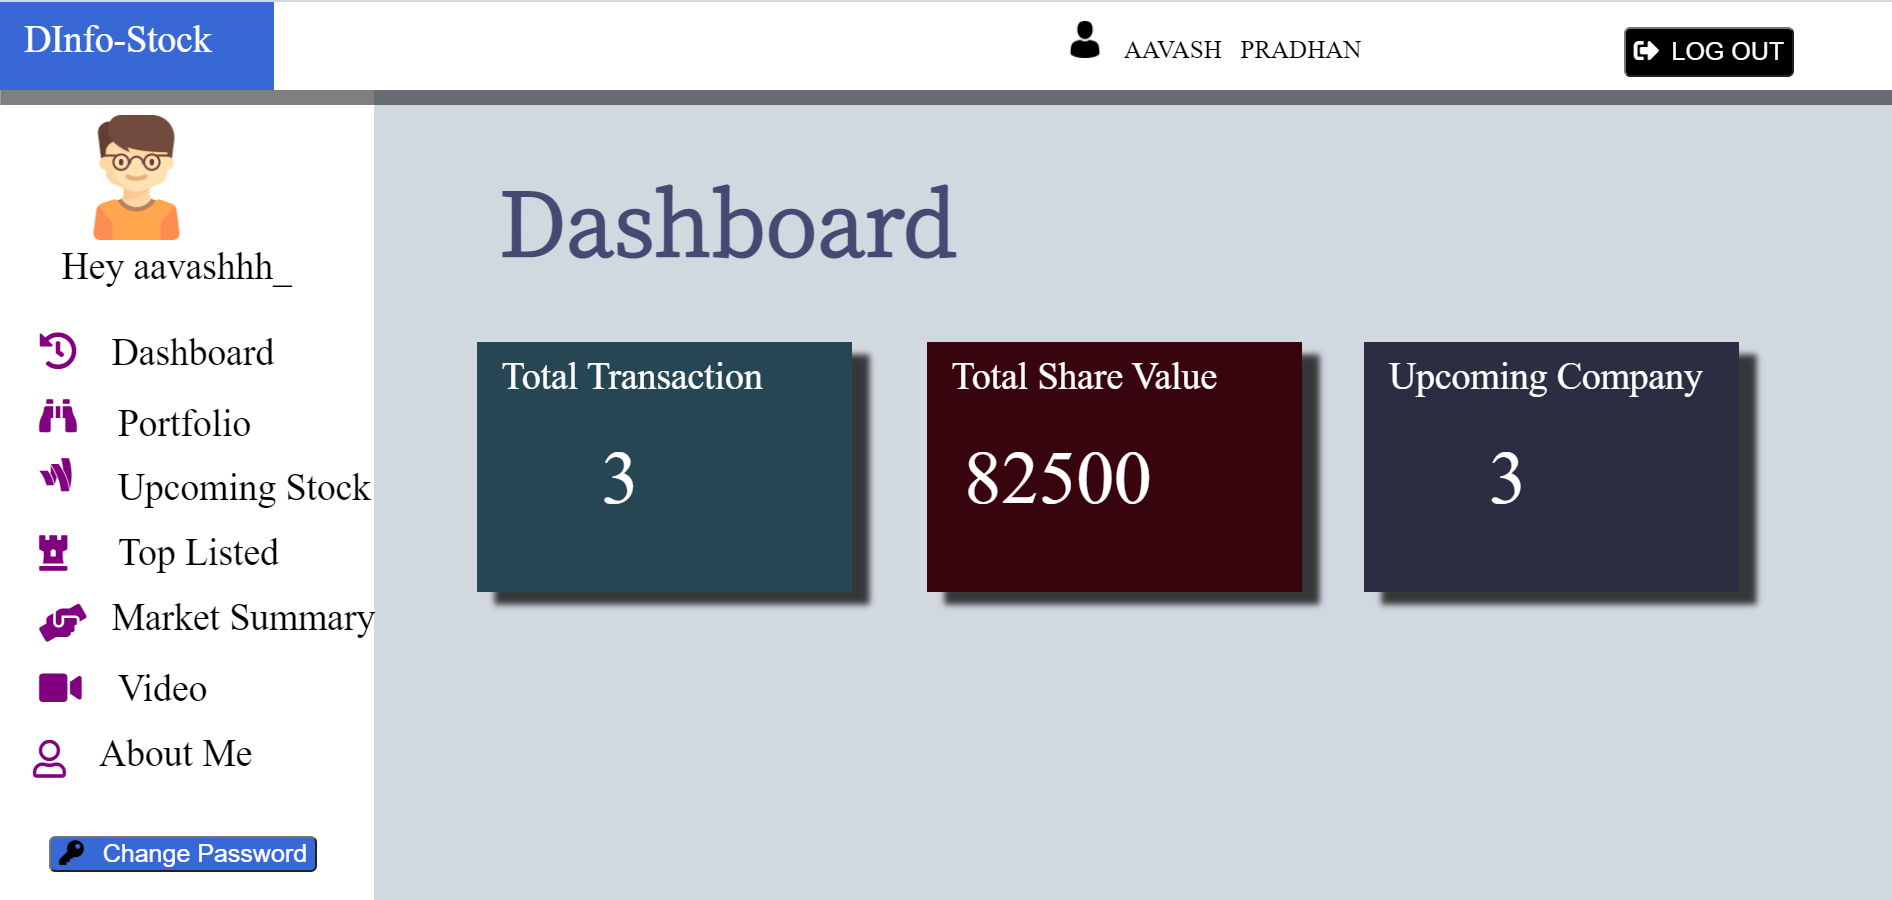 DInfo-Stock
AAVASH PRADHAN
LOG OUT
Hey aavashhh_
Dashboard
Portfolio
Upcoming Stock
Top Listed
Market Summary
Video
About Me
Change Password
Dashboard
Total Transaction
3
Total Share Value
82500
Upcoming Company
3